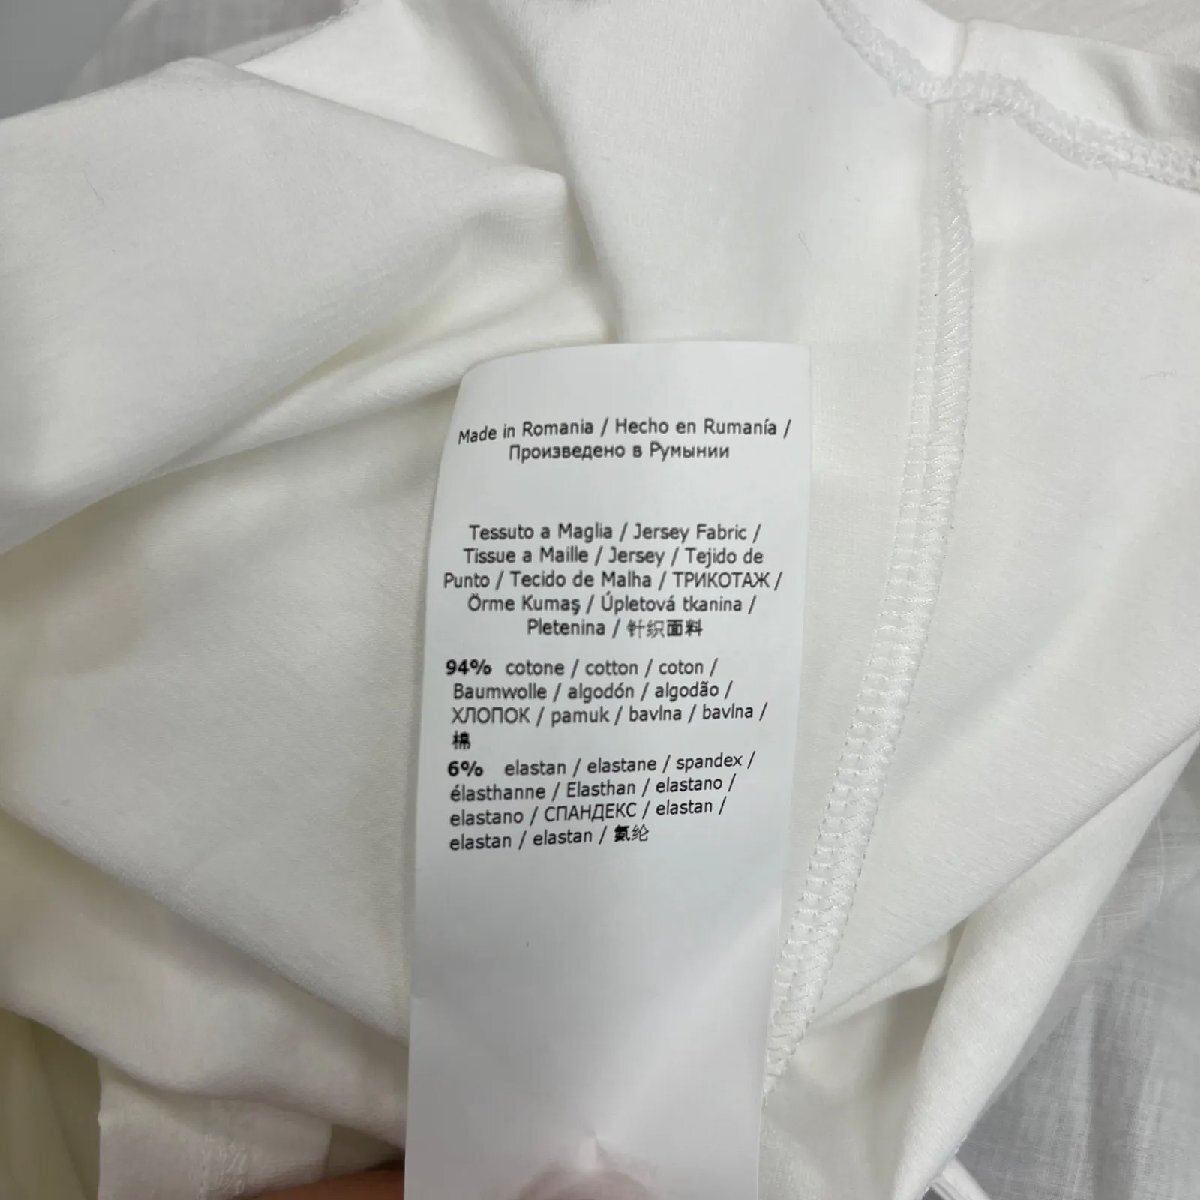 Made in Romania / Hecho en Rumanía /
Произведено в Румынии
Tessuto a Maglia / Jersey Fabric /
Tissue a Maille / Jersey / Tejido de
Punto / Tecido de Malha / ТРИКОТАЖ /
Örme Kumaş / Úpletová tkanina /
Pletenina / 针织面料
94% cotone / cotton / coton /
Baumwolle / algodón / algodão /
ХЛОПОК / pamuk / bavlna / bavlna /
棉
6% elastan / elastane / spandex /
élasthanne / Elasthan / elastano /
elastano / СПАНДЕКС / elastan /
elastan / elastan / 氨纶